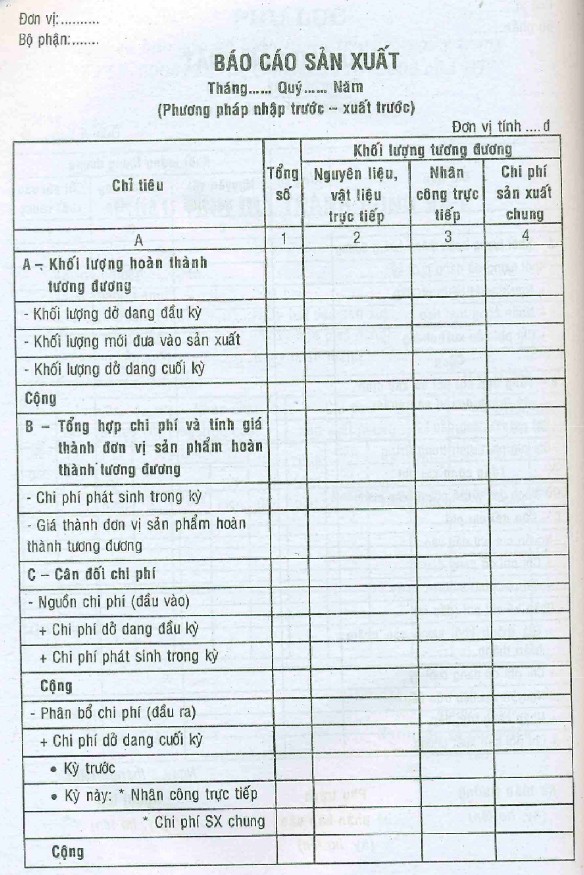 Đơn vị:..........
Bộ phận:.......
BÁO CÁO SẢN XUẤT
Tháng...... Quý...... Năm
(Phương pháp nhập trước – xuất trước)
Đơn vị tính ....đ
Chỉ tiêu
Tổng
số
Khối lượng tương đương
Nguyên liệu,
vật liệu
trực tiếp
Nhân
công trực
tiếp
Chi phí
sản xuất
chung
A
1
2
3
4
A – Khối lượng hoàn thành
tương đương
- Khối lượng dở dang đầu kỳ
- Khối lượng mới đưa vào sản xuất
- Khối lượng dở dang cuối kỳ
Cộng
B – Tổng hợp chi phí và tính giá
thành đơn vị sản phẩm hoàn
thành tương đương
- Chi phí phát sinh trong kỳ
- Giá thành đơn vị sản phẩm hoàn
thành tương đương
C – Cân đối chi phí
- Nguồn chi phí (đầu vào)
+ Chi phí dở dang đầu kỳ
+ Chi phí phát sinh trong kỳ
Cộng
- Phân bổ chi phí (đầu ra)
+ Chi phí dở dang cuối kỳ
• Kỳ trước
• Kỳ này: * Nhân công trực tiếp
* Chi phí SX chung
Cộng